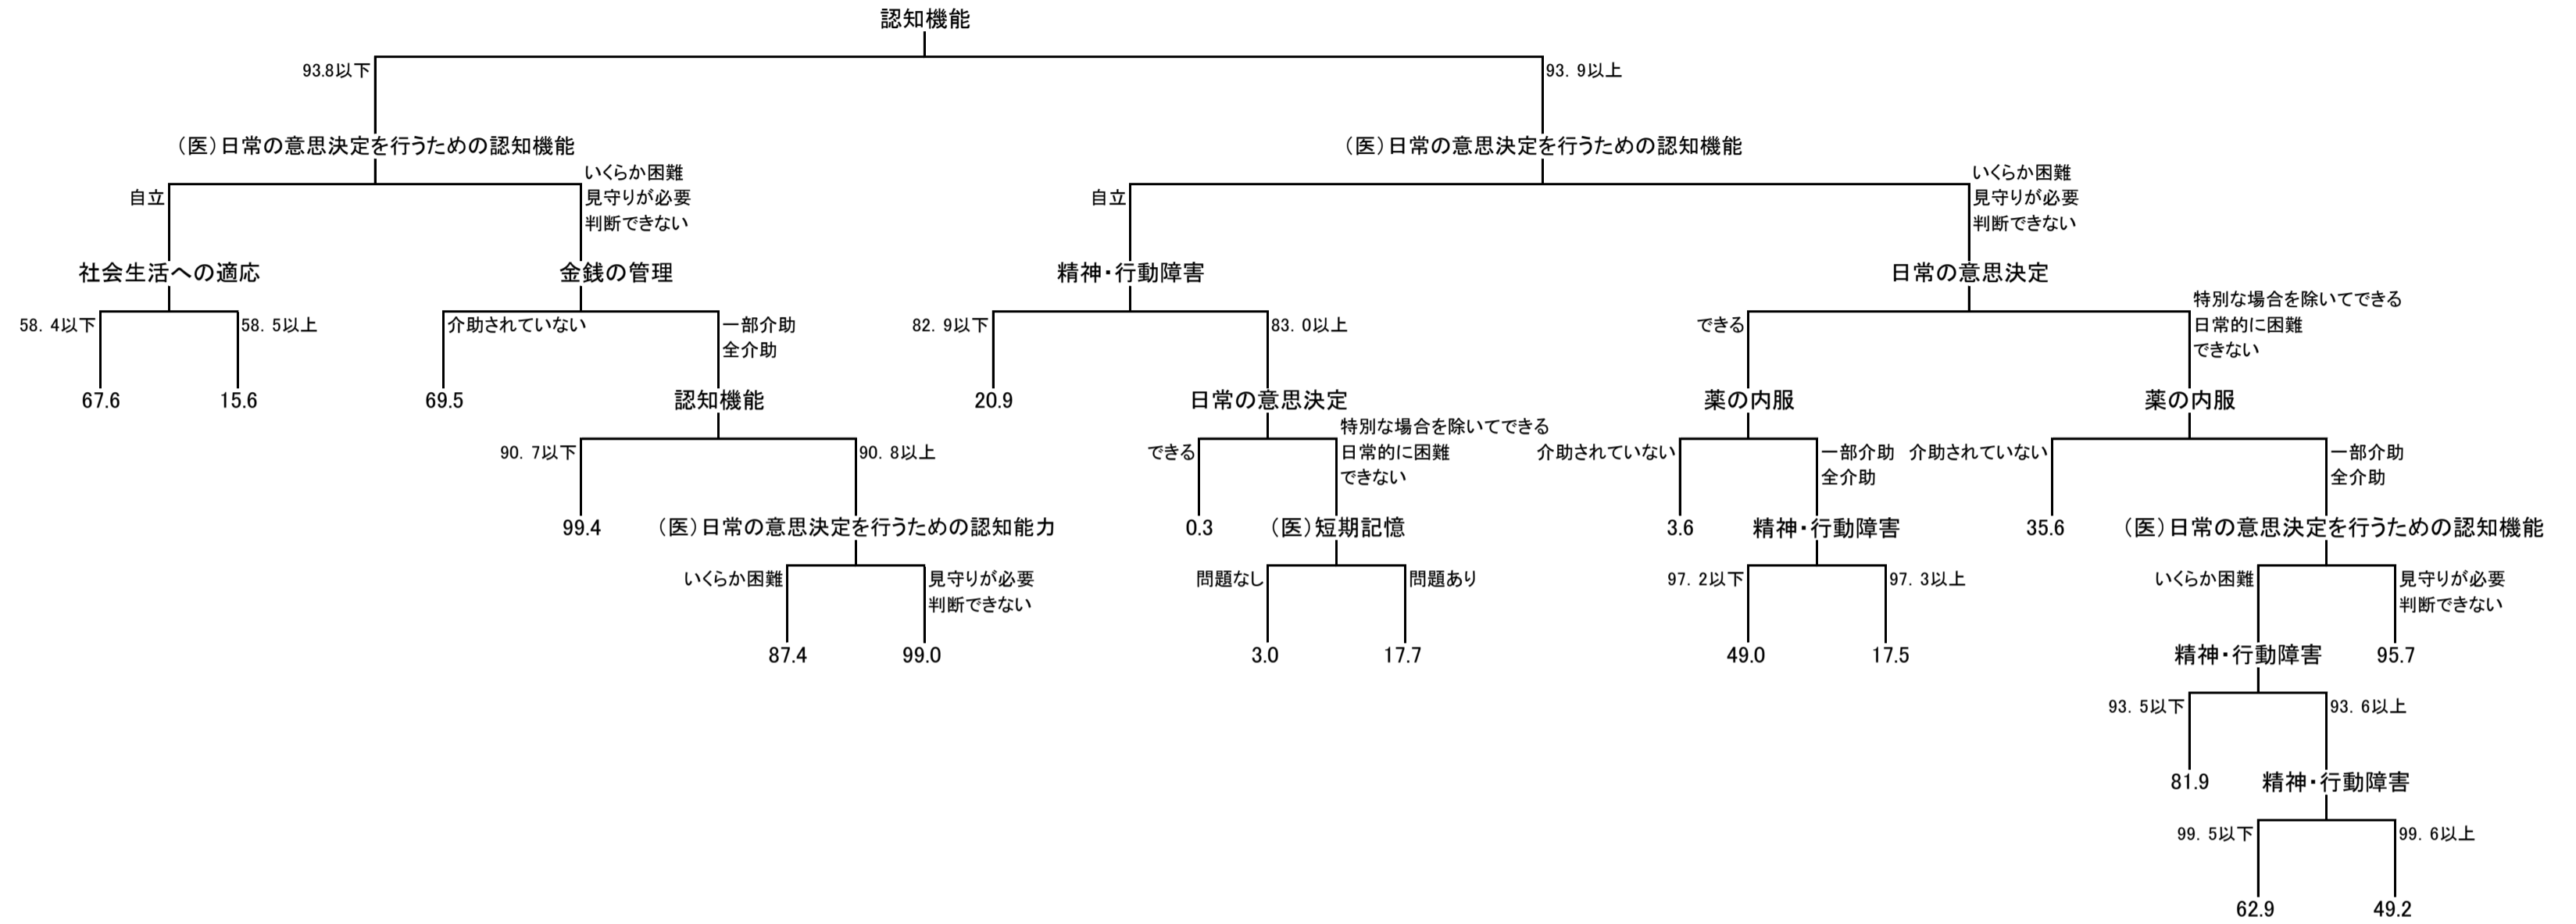 認知機能
93.8以下
93. 9以上
（医）日常の意思決定を行うための認知機能
（医）日常の意思決定を行うための認知機能
自立
いくらか困難
見守りが必要
判断できない
自立
いくらか困難
見守りが必要
判断できない
社会生活への適応
金銭の管理
精神・行動障害
日常の意思決定
58. 4以下
58. 5以上
介助されていない
一部介助
全介助
82. 9以下
83. 0以上
できる
特別な場合を除いてできる
日常的に困難
できない
67.6
15.6
69.5
認知機能
20.9
日常の意思決定
薬の内服
薬の内服
90. 7以下
90. 8以上
できる
特別な場合を除いてできる
日常的に困難
できない
介助されていない
一部介助
全介助
介助されていない
一部介助
全介助
99.4
（医）日常の意思決定を行うための認知能力
0.3
（医）短期記憶
3.6
精神・行動障害
35.6
（医）日常の意思決定を行うための認知機能
いくらか困難
見守りが必要
判断できない
問題なし
問題あり
97. 2以下
97. 3以上
いくらか困難
見守りが必要
判断できない
87.4
99.0
3.0
17.7
49.0
17.5
精神・行動障害
95.7
93. 5以下
93. 6以上
81.9
精神・行動障害
99. 5以下
99. 6以上
62.9
49.2